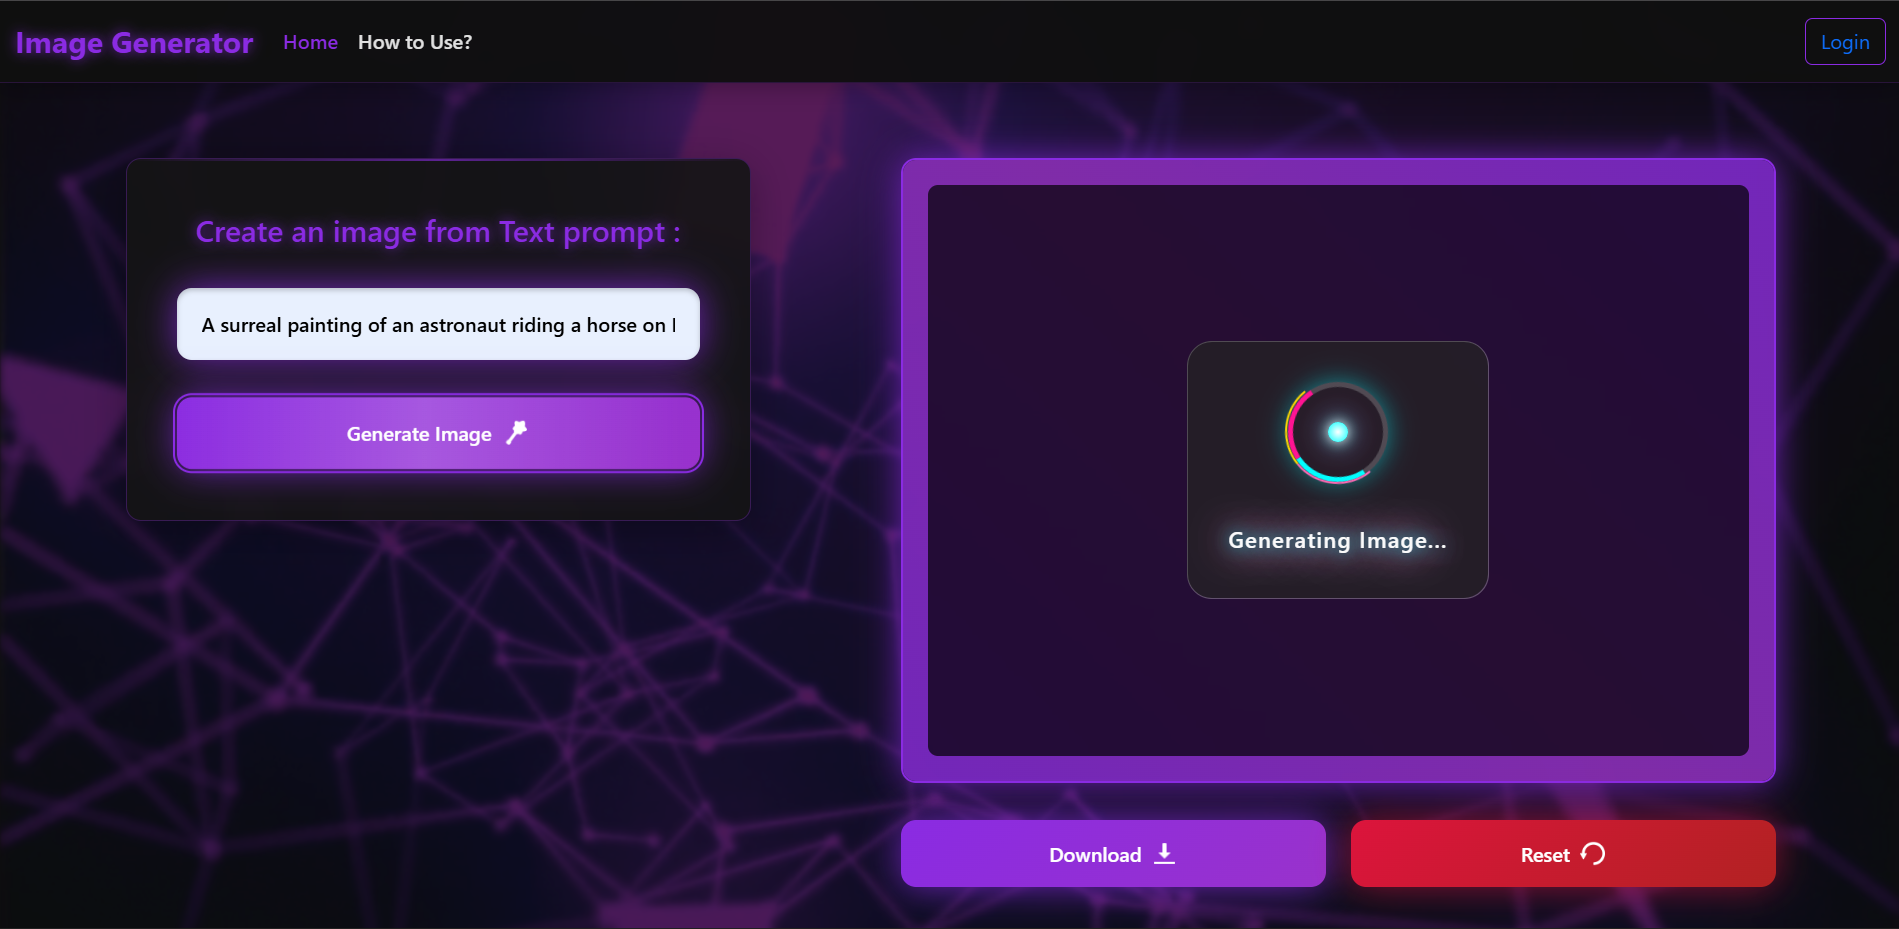 Image Generator
Home
How to Use?
Login
Create an image from Text prompt :
A surreal painting of an astronaut riding a horse on
Generate Image
Generating Image...
Download
Reset